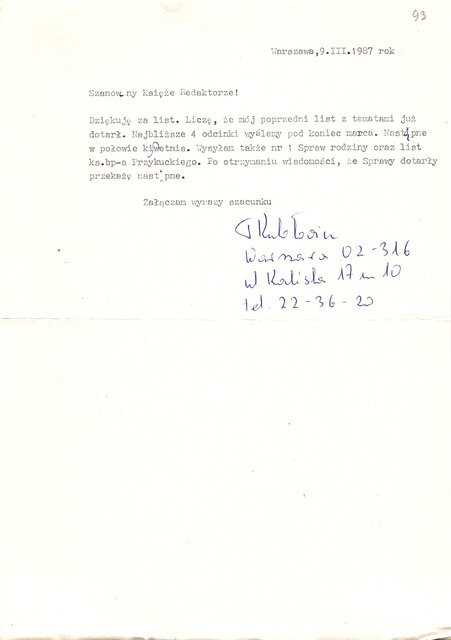 93
Warszawa,9.III.1987 rok
Szanowny Księże Redaktorze!
Dziękuję za list. Liczę, że mój poprzedni list z tematami już
dotarł. Najbliższe 4 odcinki wyślemy pod koniec marca. Następne
w połowie kwietnia. Wysyłam także nr 1 Spraw rodziny oraz list
ks.bp-a Przykuckiego. Po otrzymaniu wiadomości, że Sprawy dotarły
przekażę następne.
Załączam wyrazy szacunku
Warszawa 02-316
ul Kaliska 17 m 10
tel. 22-36-20